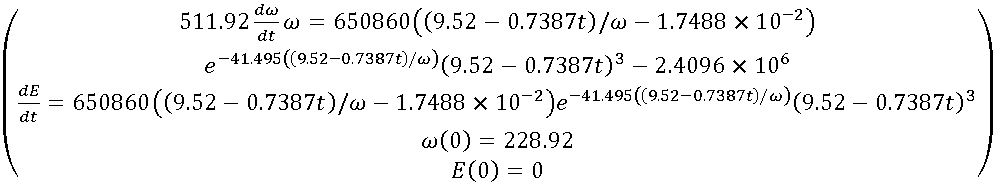 511.92 dω/dt ω = 650860((9.52 − 0.7387t)/ω − 1.7488 × 10⁻²)
e^(−41.495((9.52−0.7387t)/ω))(9.52 − 0.7387t)³ − 2.4096 × 10⁶
dE/dt = 650860((9.52 − 0.7387t)/ω − 1.7488 × 10⁻²)e^(−41.495((9.52−0.7387t)/ω))(9.52 − 0.7387t)³
ω(0) = 228.92
E(0) = 0